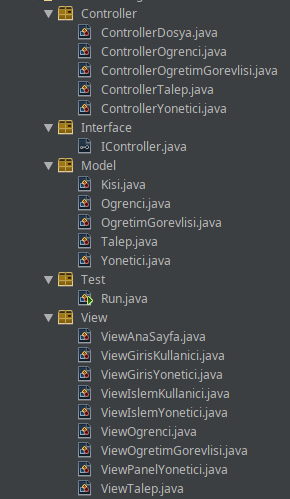 Controller
ControllerDosya.java
ControllerOgrenci.java
ControllerOgretimGorevlisi.java
ControllerTalep.java
ControllerYonetici.java
Interface
IController.java
Model
Kisi.java
Ogrenci.java
OgretimGorevlisi.java
Talep.java
Yonetici.java
Test
Run.java
View
ViewAnaSayfa.java
ViewGirisKullanici.java
ViewGirisYonetici.java
ViewIslemKullanici.java
ViewIslemYonetici.java
ViewOgrenci.java
ViewOgretimGorevlisi.java
ViewPanelYonetici.java
ViewTalep.java